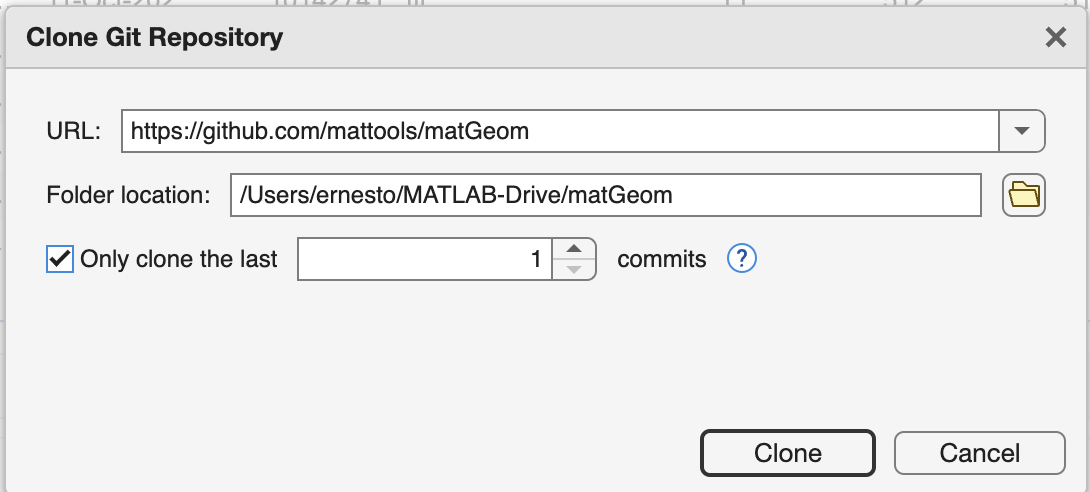 Clone Git Repository
URL: https://github.com/mattools/matGeom
Folder location: /Users/ernesto/MATLAB-Drive/matGeom
Only clone the last 1 commits ?
Clone Cancel